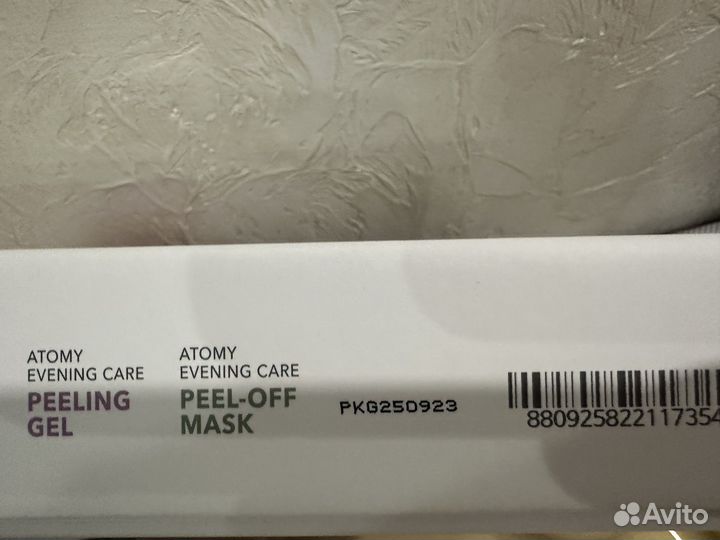 ATOMY
EVENING CARE
PEELING
GEL
ATOMY
EVENING CARE
PEEL-OFF
MASK
PKG250923
880925822117354
Avito